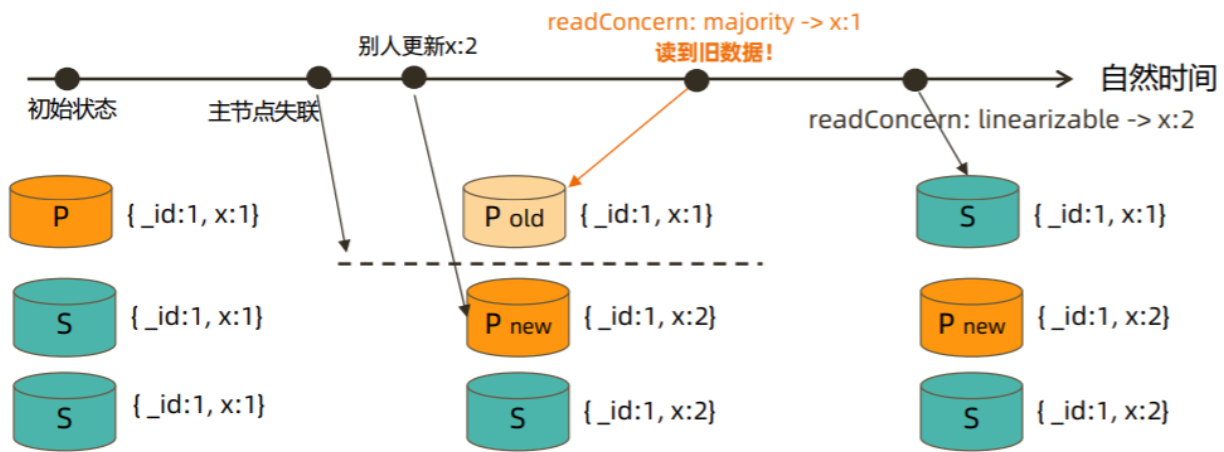 readConcern: majority -> x:1
读到旧数据!
别人更新x:2
自然时间
初始状态
主节点失联
readConcern: linearizable -> x:2
P { _id:1, x:1}
P old { _id:1, x:1}
S { _id:1, x:1}
S { _id:1, x:1}
P new { _id:1, x:2}
P new { _id:1, x:2}
S { _id:1, x:1}
S { _id:1, x:2}
S { _id:1, x:2}